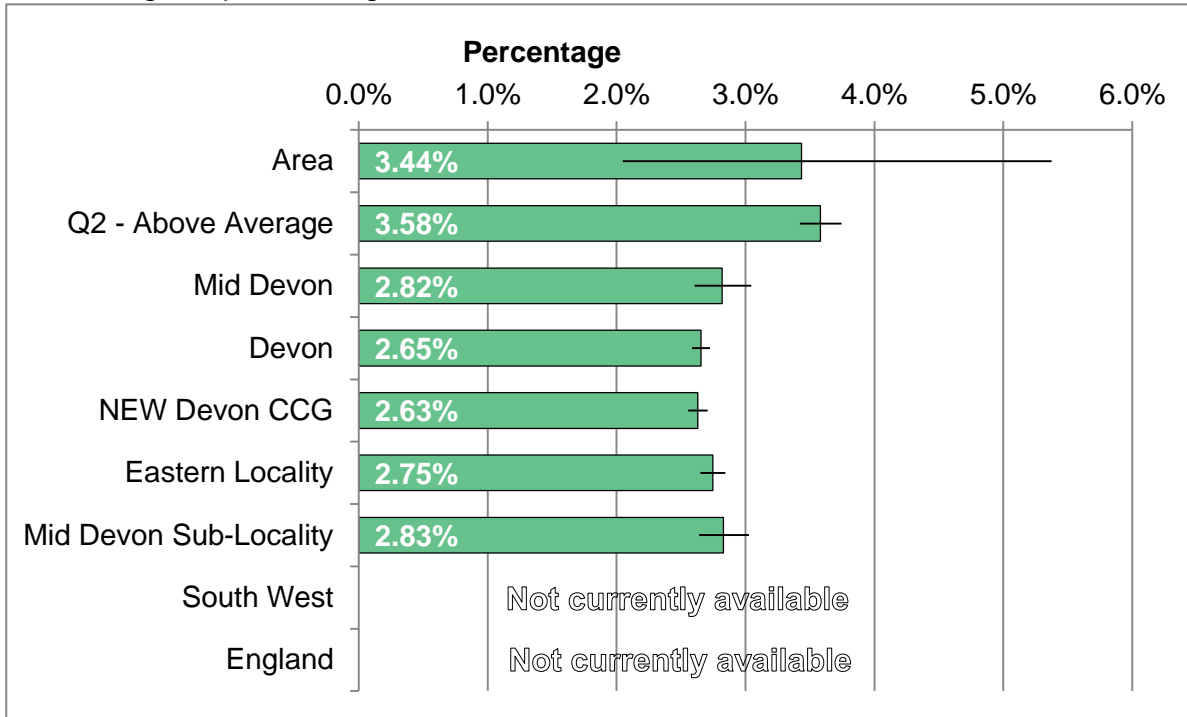 Percentage
0.0% 1.0% 2.0% 3.0% 4.0% 5.0% 6.0%
Area 3.44%
Q2 - Above Average 3.58%
Mid Devon 2.82%
Devon 2.65%
NEW Devon CCG 2.63%
Eastern Locality 2.75%
Mid Devon Sub-Locality 2.83%
South West Not currently available
England Not currently available